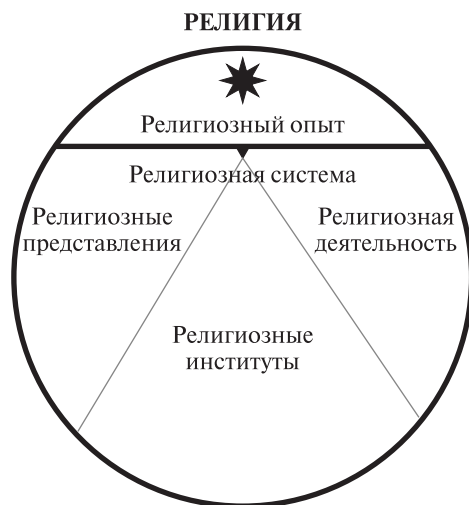 РЕЛИГИЯ
Религиозный опыт
Религиозная система
Религиозные
представления
Религиозная
деятельность
Религиозные
институты